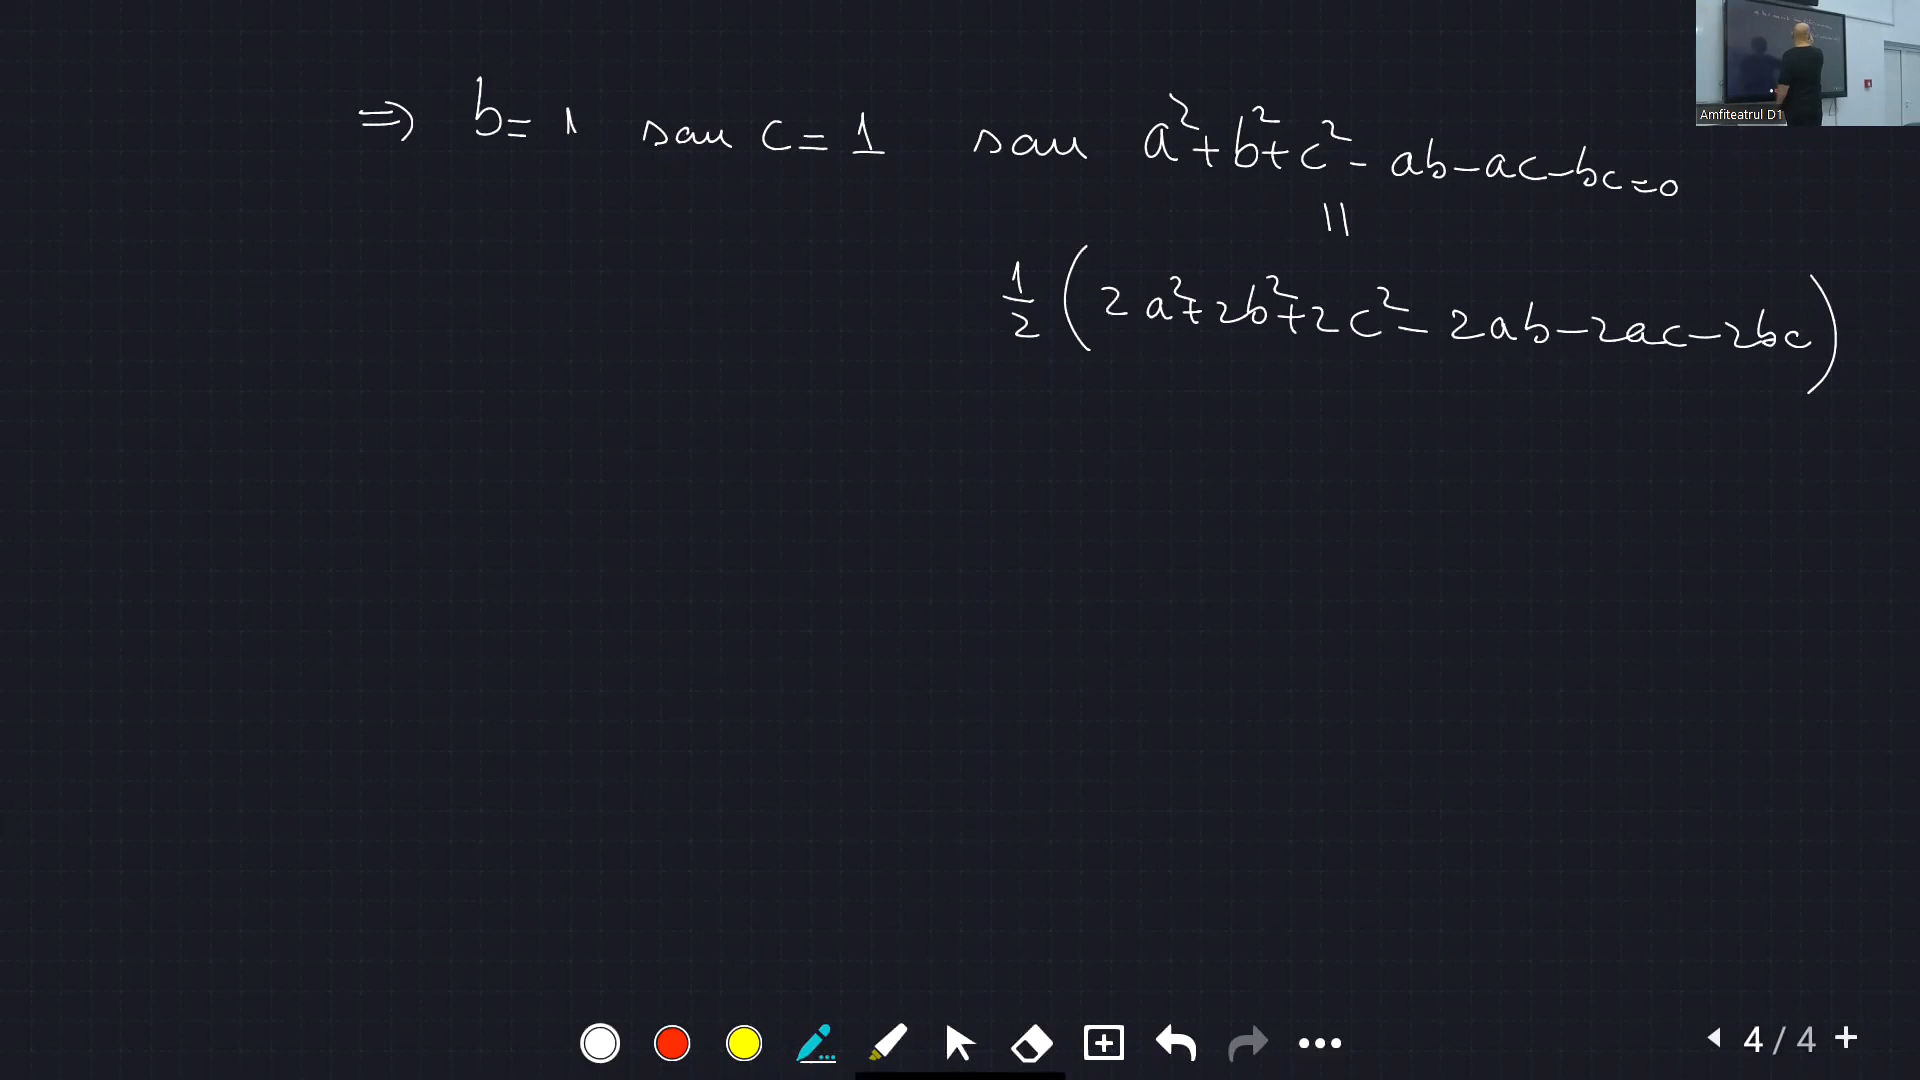 Amfiteatrul D1
⇒ b = 1 sau c = 1 sau a²+b²+c²-ab-ac-bc=0
||
1/2 (2a²+2b²+2c²-2ab-2ac-2bc)
4 / 4